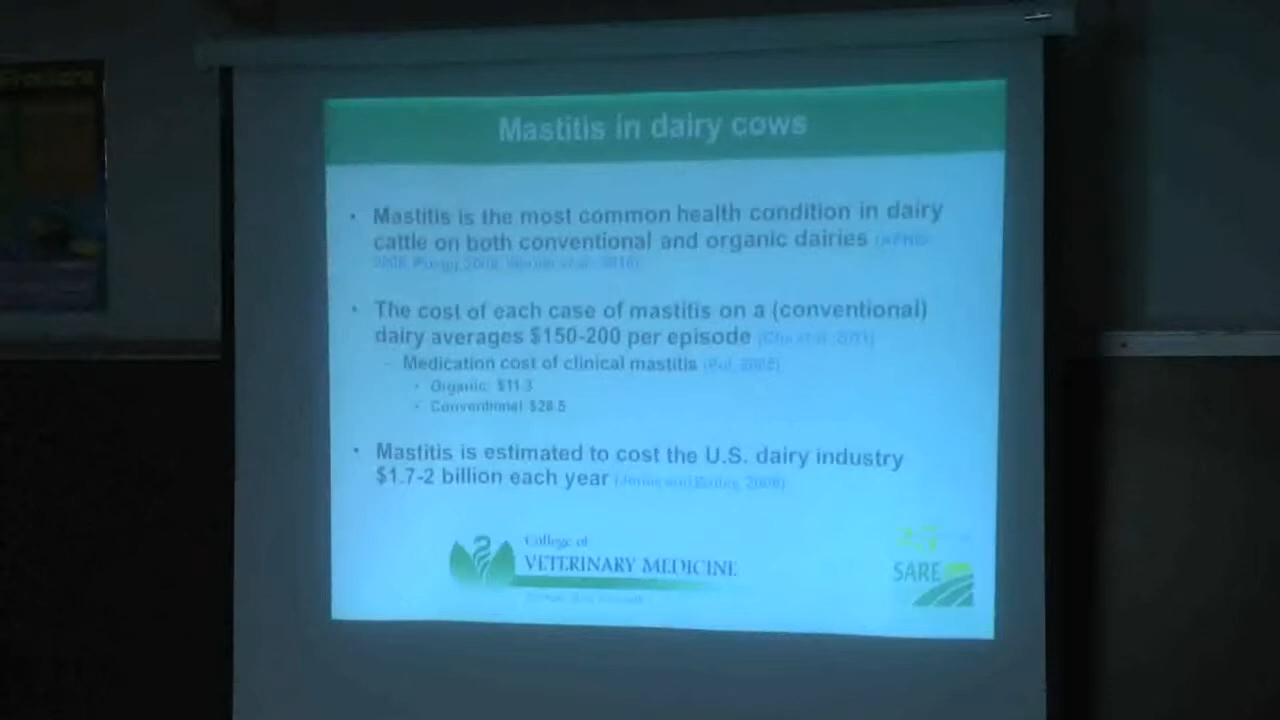 Mastitis in dairy cows
• Mastitis is the most common health condition in dairy
cattle on both conventional and organic dairies
• The cost of each case of mastitis on a (conventional)
dairy averages $150-200 per episode
- Medication cost of clinical mastitis
• Organic: $11.3
• Conventional $28.5
• Mastitis is estimated to cost the U.S. dairy industry
$1.7-2 billion each year
College of
VETERINARY MEDICINE
SARE